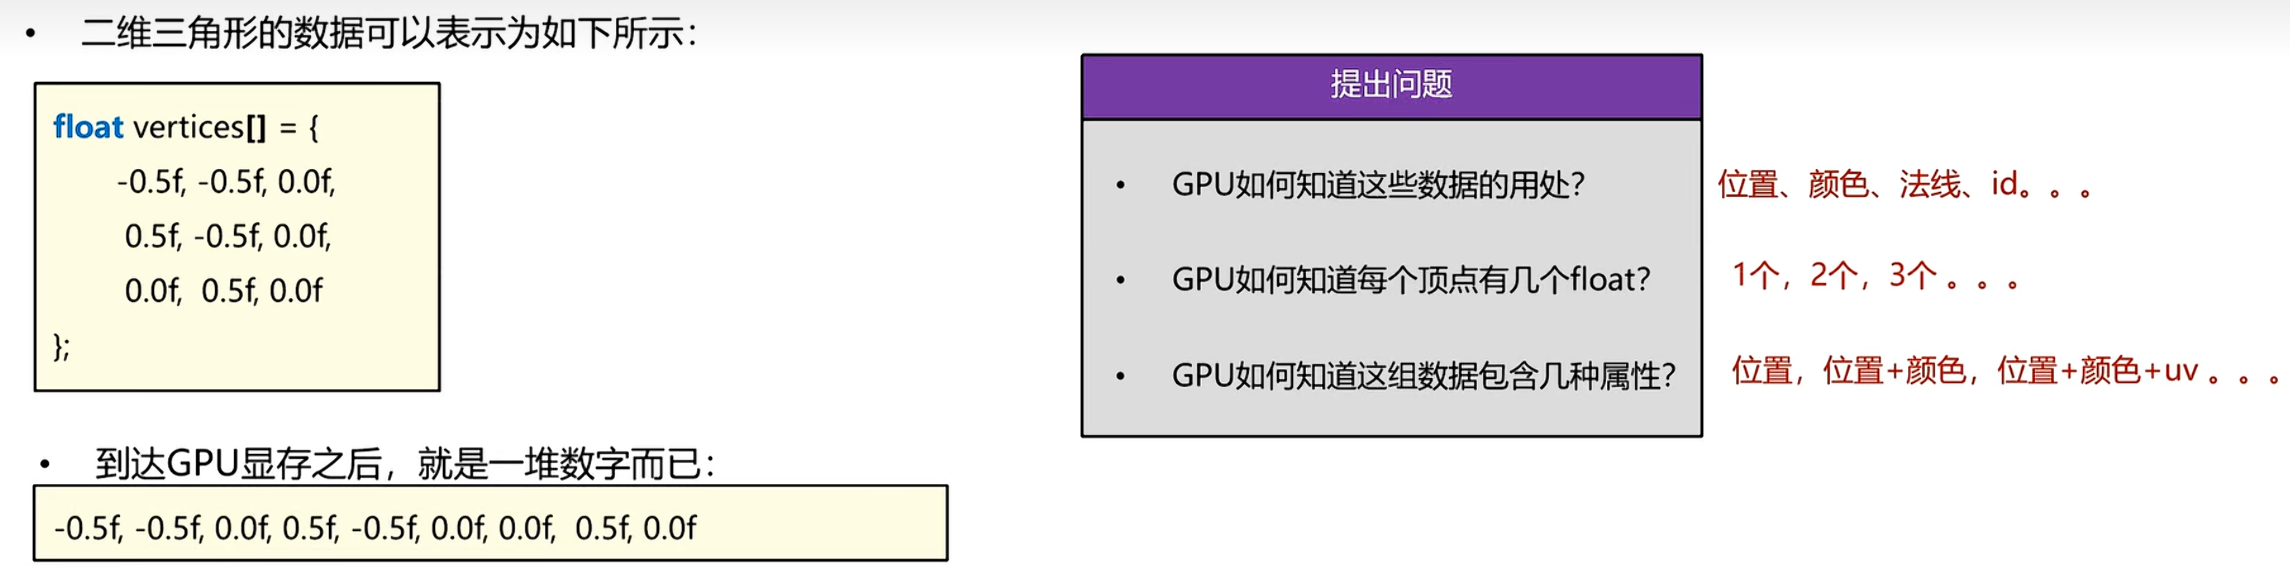 • 二维三角形的数据可以表示为如下所示：
float vertices[] = {
-0.5f, -0.5f, 0.0f,
0.5f, -0.5f, 0.0f,
0.0f, 0.5f, 0.0f
};
• 到达GPU显存之后，就是一堆数字而已：
-0.5f, -0.5f, 0.0f, 0.5f, -0.5f, 0.0f, 0.0f, 0.5f, 0.0f
提出问题
• GPU如何知道这些数据的用处？ 位置、颜色、法线、id。。。
• GPU如何知道每个顶点有几个float？ 1个，2个，3个。。。
• GPU如何知道这组数据包含几种属性？ 位置，位置+颜色，位置+颜色+uv。。。